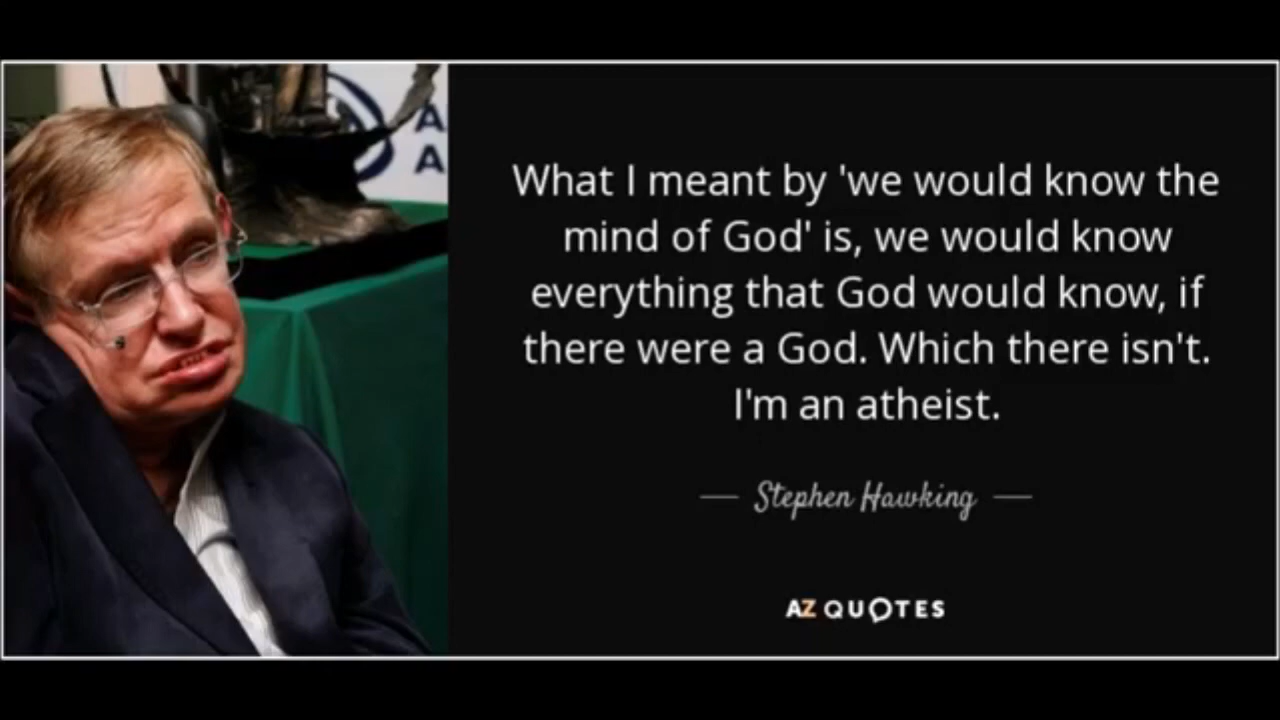 A
A
What I meant by 'we would know the
mind of God' is, we would know
everything that God would know, if
there were a God. Which there isn't.
I'm an atheist.
— Stephen Hawking —
AZ QUOTES